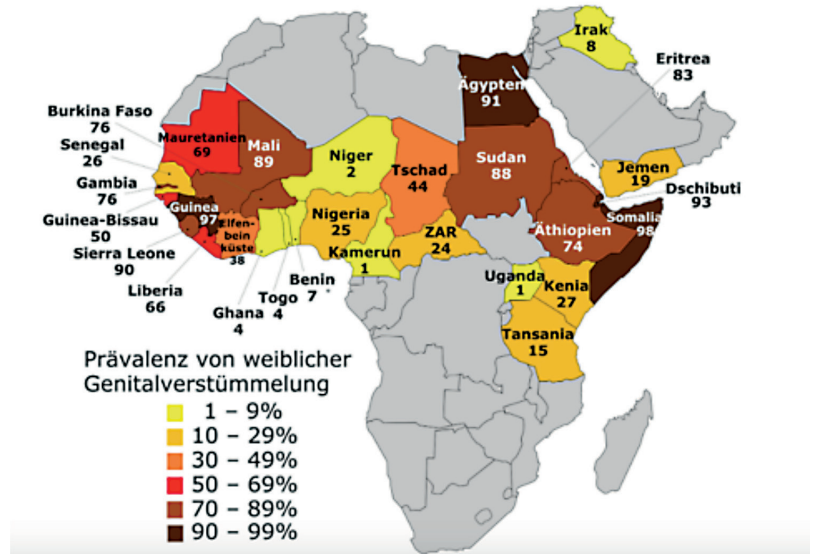 Irak
8
Eritrea
83
Ägypten
91
Burkina Faso
76
Mauretanien
69
Mali
89
Senegal
26
Niger
2
Tschad
44
Sudan
88
Jemen
19
Gambia
76
Dschibuti
93
Guinea
97
Nigeria
25
Somalia
98
Guinea-Bissau
50
Elfen-
bein
küste
38
ZAR
24
Äthiopien
74
Sierra Leone
90
Kamerun
1
Uganda
1
Kenia
27
Liberia
66
Benin
7
Togo 4
Ghana
4
Tansania
15
Prävalenz von weiblicher
Genitalverstümmelung
1 – 9%
10 – 29%
30 – 49%
50 – 69%
70 – 89%
90 – 99%